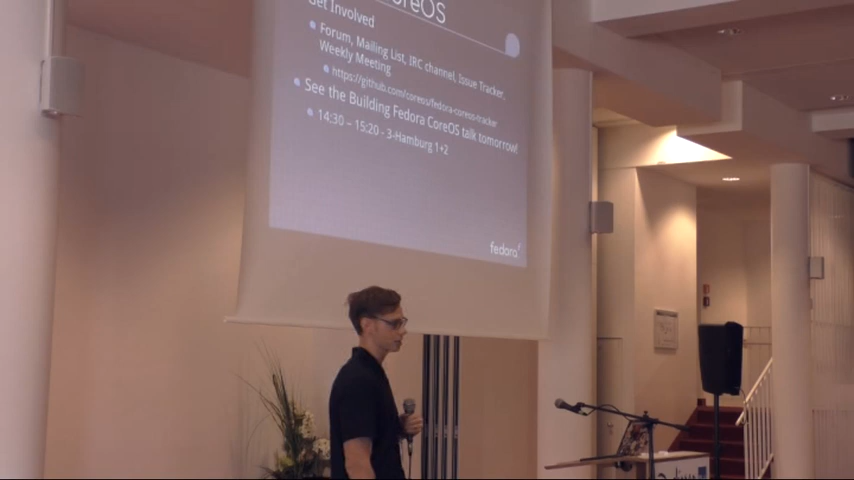 CoreOS
Get Involved
Forum, Mailing List, IRC channel, Issue Tracker,
Weekly Meeting
https://github.com/coreos/fedora-coreos-tracker
See the Building Fedora CoreOS talk tomorrow!
14:30 – 15:20 - 3-Hamburg 1+2
fedora